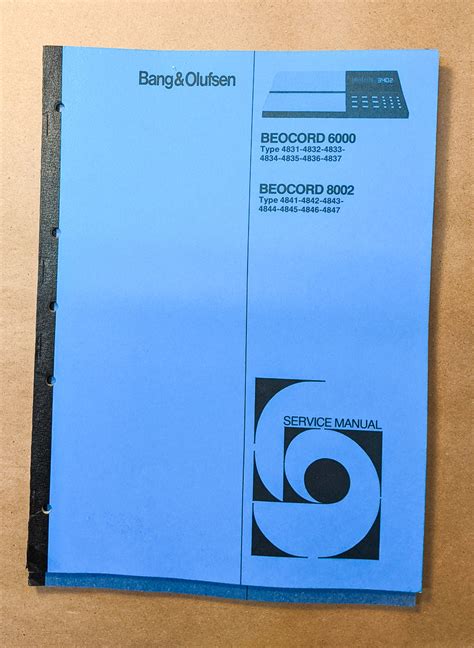 Bang&Olufsen
BEOCORD 6000
Type 4831-4832-4833-
4834-4835-4836-4837
BEOCORD 8002
Type 4841-4842-4843-
4844-4845-4846-4847
SERVICE MANUAL